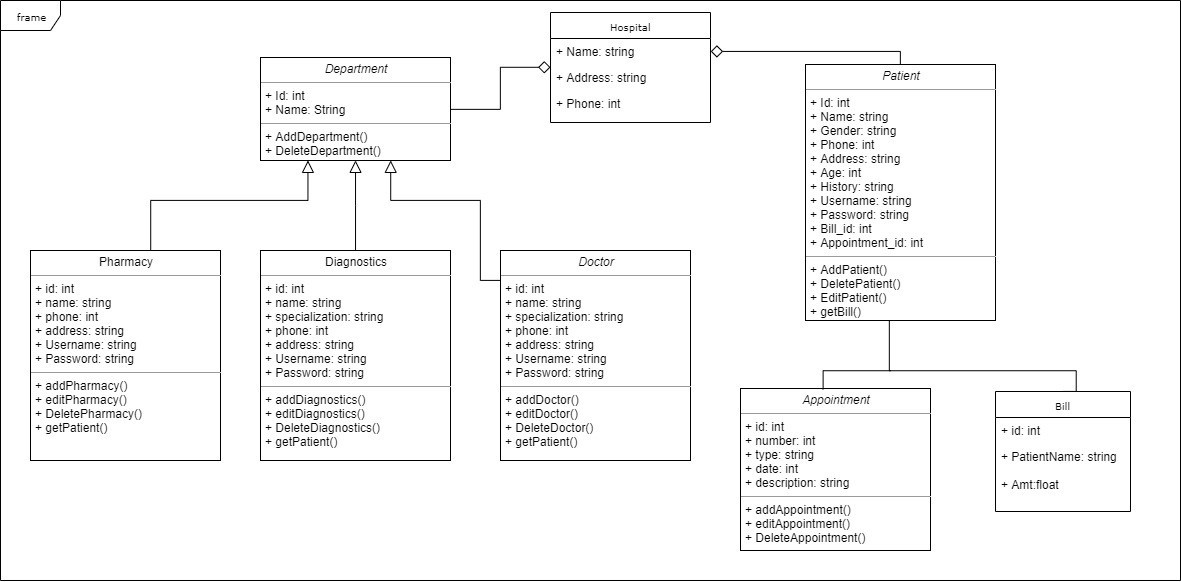 frame
Hospital
+ Name: string
+ Address: string
+ Phone: int
Department
+ Id: int
+ Name: String
+ AddDepartment()
+ DeleteDepartment()
Patient
+ Id: int
+ Name: string
+ Gender: string
+ Phone: int
+ Address: string
+ Age: int
+ History: string
+ Username: string
+ Password: string
+ Bill_id: int
+ Appointment_id: int
+ AddPatient()
+ DeletePatient()
+ EditPatient()
+ getBill()
Pharmacy
+ id: int
+ name: string
+ phone: int
+ address: string
+ Username: string
+ Password: string
+ addPharmacy()
+ editPharmacy()
+ DeletePharmacy()
+ getPatient()
Diagnostics
+ id: int
+ name: string
+ specialization: string
+ phone: int
+ address: string
+ Username: string
+ Password: string
+ addDiagnostics()
+ editDiagnostics()
+ DeleteDiagnostics()
+ getPatient()
Doctor
+ id: int
+ name: string
+ specialization: string
+ phone: int
+ address: string
+ Username: string
+ Password: string
+ addDoctor()
+ editDoctor()
+ DeleteDoctor()
+ getPatient()
Appointment
+ id: int
+ number: int
+ type: string
+ date: int
+ description: string
+ addAppointment()
+ editAppointment()
+ DeleteAppointment()
Bill
+ id: int
+ PatientName: string
+ Amt:float